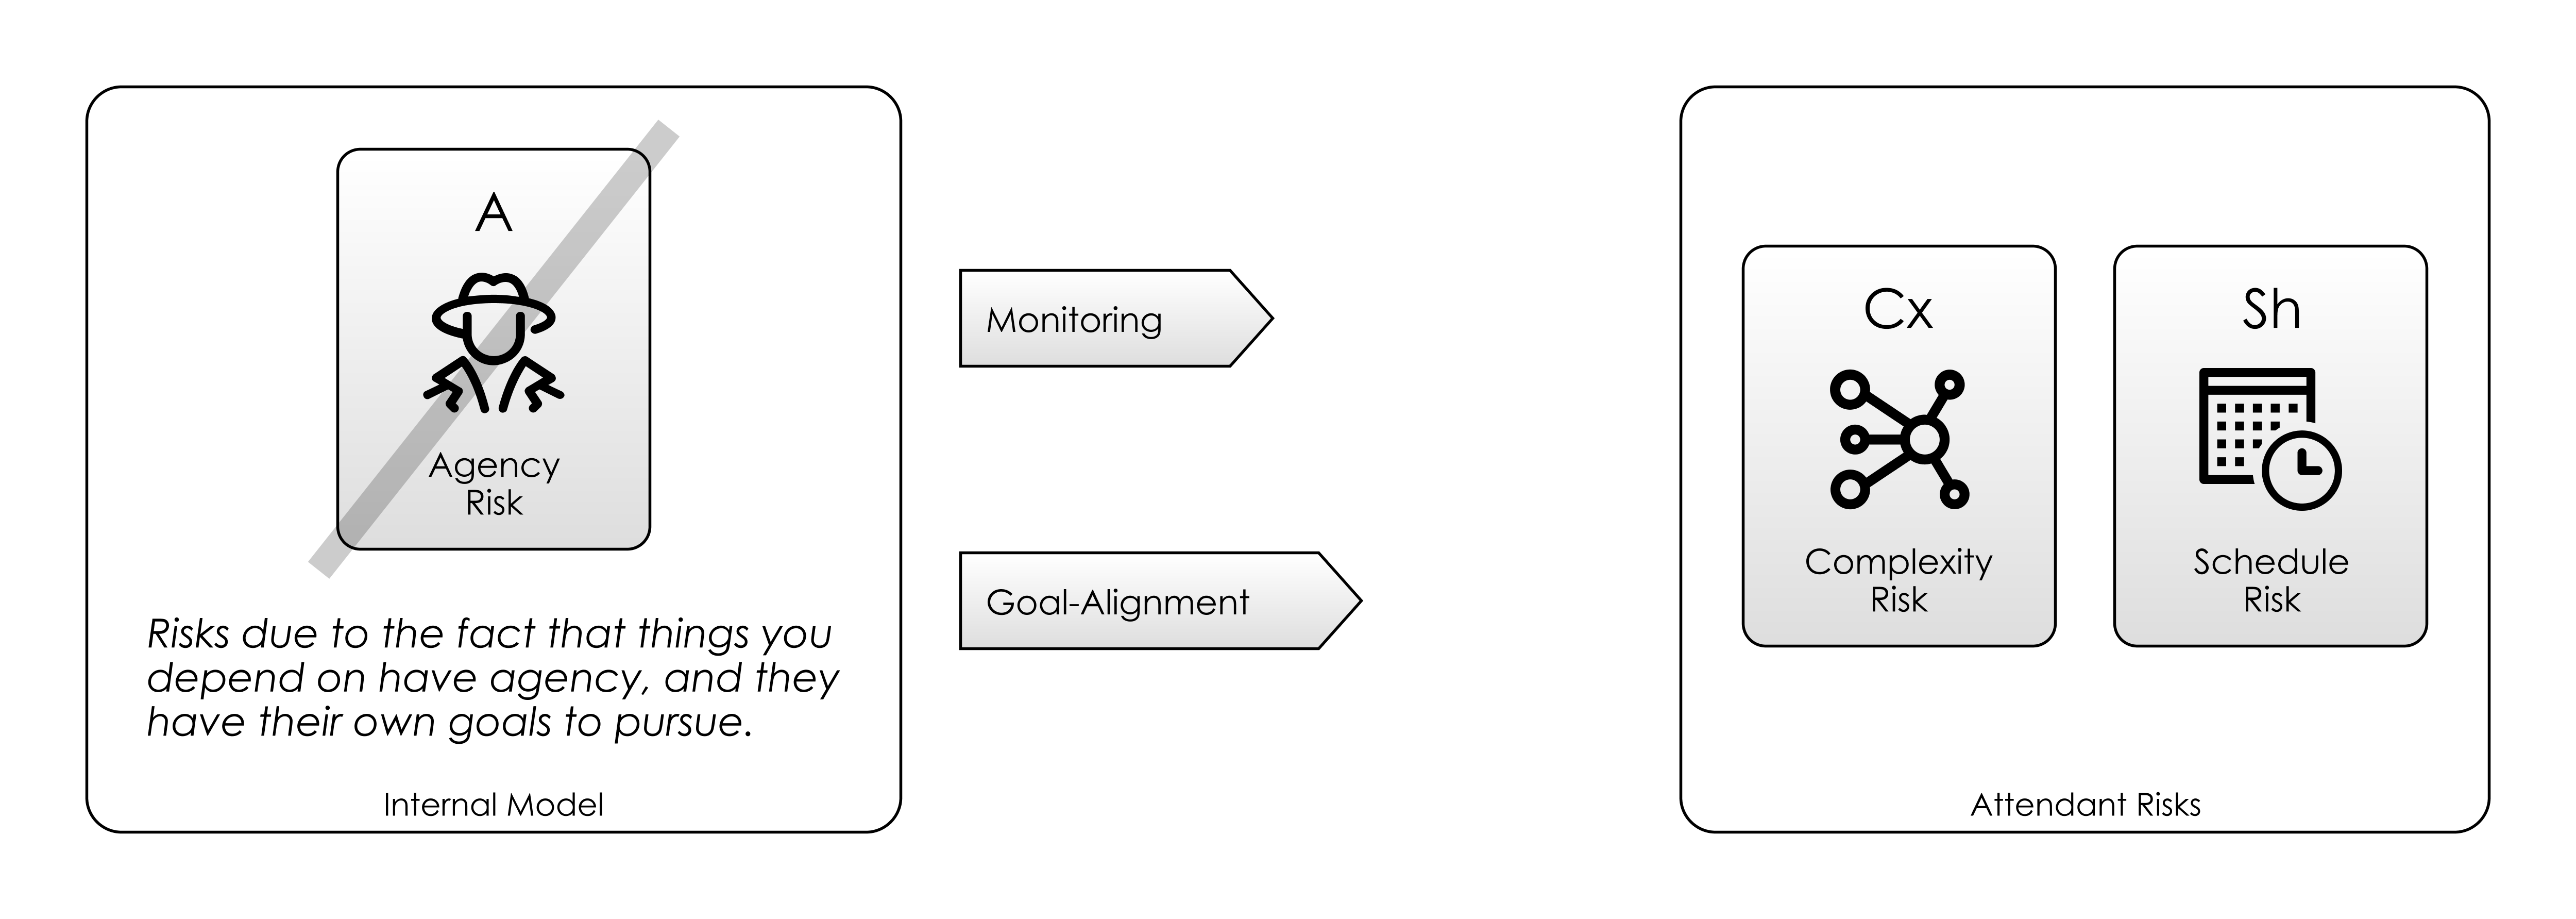 A
Agency
Risk
Risks due to the fact that things you
depend on have agency, and they
have their own goals to pursue.
Internal Model
Monitoring
Goal-Alignment
Cx
Complexity
Risk
Sh
Schedule
Risk
Attendant Risks